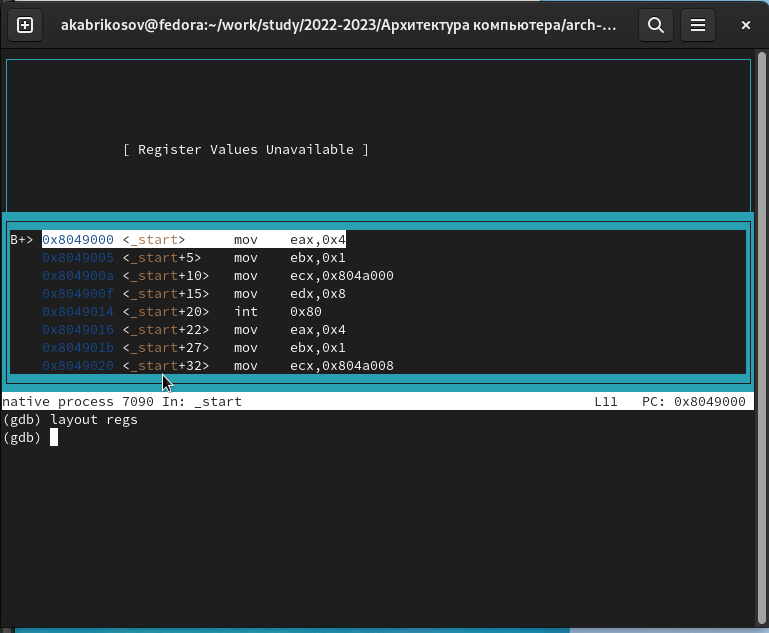 akabrikosov@fedora:~/work/study/2022-2023/Архитектура компьютера/arch-...
[ Register Values Unavailable ]
B+> 0x8049000 <_start> mov eax,0x4
0x8049005 <_start+5> mov ebx,0x1
0x804900a <_start+10> mov ecx,0x804a000
0x804900f <_start+15> mov edx,0x8
0x8049014 <_start+20> int 0x80
0x8049016 <_start+22> mov eax,0x4
0x804901b <_start+27> mov ebx,0x1
0x8049020 <_start+32> mov ecx,0x804a008
native process 7090 In: _start L11 PC: 0x8049000
(gdb) layout regs
(gdb)